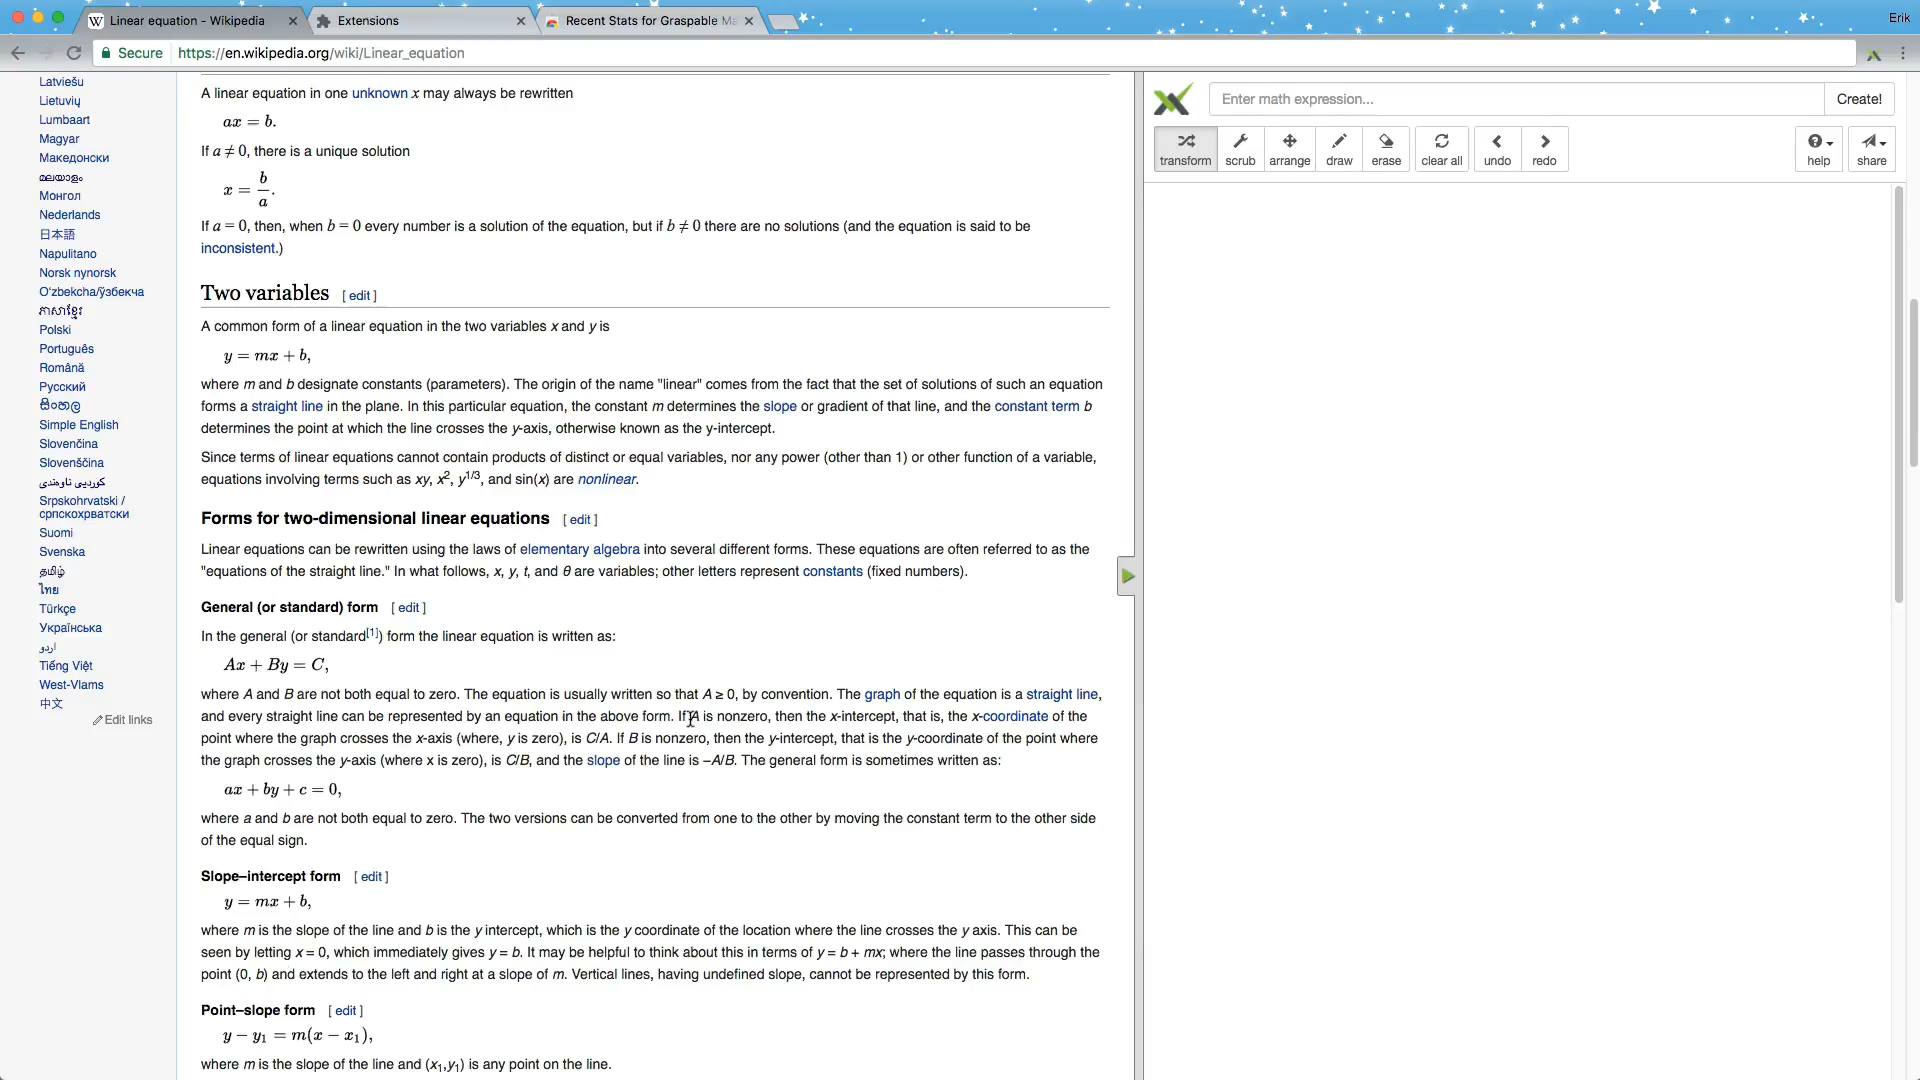 Linear equation - Wikipedia
Extensions
Recent Stats for Graspable Ma
Erik
Secure
https://en.wikipedia.org/wiki/Linear_equation
Latviešu
Lietuvių
Lumbaart
Magyar
Македонски
മലയാളം
Монгол
Nederlands
日本語
Napulitano
Norsk nynorsk
Oʻzbekcha/ўзбекча
ភាសាខ្មែរ
Polski
Português
Română
Русский
සිංහල
Simple English
Slovenčina
Slovenščina
کوردیی ناوەندی
Srpskohrvatski /
српскохрватски
Suomi
Svenska
தமிழ்
ไทย
Türkçe
Українська
اردو
Tiếng Việt
West-Vlams
中文
Edit links
A linear equation in one unknown x may always be rewritten
ax = b.
If a ≠ 0, there is a unique solution
x = b/a.
If a = 0, then, when b = 0 every number is a solution of the equation, but if b ≠ 0 there are no solutions (and the equation is said to be
inconsistent.)
Two variables [ edit ]
A common form of a linear equation in the two variables x and y is
y = mx + b,
where m and b designate constants (parameters). The origin of the name "linear" comes from the fact that the set of solutions of such an equation
forms a straight line in the plane. In this particular equation, the constant m determines the slope or gradient of that line, and the constant term b
determines the point at which the line crosses the y-axis, otherwise known as the y-intercept.
Since terms of linear equations cannot contain products of distinct or equal variables, nor any power (other than 1) or other function of a variable,
equations involving terms such as xy, x², y^1/3, and sin(x) are nonlinear.
Forms for two-dimensional linear equations [ edit ]
Linear equations can be rewritten using the laws of elementary algebra into several different forms. These equations are often referred to as the
"equations of the straight line." In what follows, x, y, t, and θ are variables; other letters represent constants (fixed numbers).
General (or standard) form [ edit ]
In the general (or standard[1]) form the linear equation is written as:
Ax + By = C,
where A and B are not both equal to zero. The equation is usually written so that A ≥ 0, by convention. The graph of the equation is a straight line,
and every straight line can be represented by an equation in the above form. If A is nonzero, then the x-intercept, that is, the x-coordinate of the
point where the graph crosses the x-axis (where, y is zero), is C/A. If B is nonzero, then the y-intercept, that is the y-coordinate of the point where
the graph crosses the y-axis (where x is zero), is C/B, and the slope of the line is −A/B. The general form is sometimes written as:
ax + by + c = 0,
where a and b are not both equal to zero. The two versions can be converted from one to the other by moving the constant term to the other side
of the equal sign.
Slope–intercept form [ edit ]
y = mx + b,
where m is the slope of the line and b is the y intercept, which is the y coordinate of the location where the line crosses the y axis. This can be
seen by letting x = 0, which immediately gives y = b. It may be helpful to think about this in terms of y = b + mx; where the line passes through the
point (0, b) and extends to the left and right at a slope of m. Vertical lines, having undefined slope, cannot be represented by this form.
Point–slope form [ edit ]
y − y₁ = m(x − x₁),
where m is the slope of the line and (x₁,y₁) is any point on the line.
Enter math expression...
Create!
transform
scrub
arrange
draw
erase
clear all
undo
redo
help
share